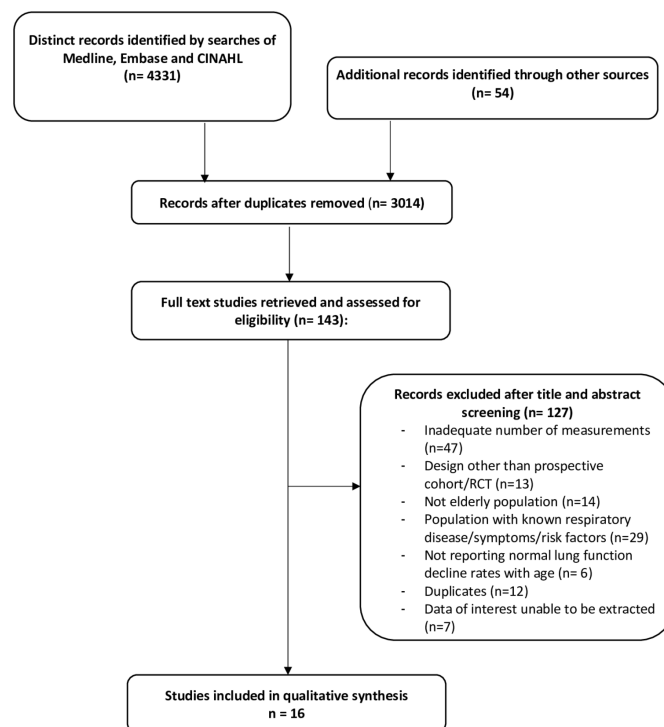 Distinct records identified by searches of
Medline, Embase and CINAHL
(n= 4331)
Additional records identified through other sources
(n= 54)
Records after duplicates removed (n= 3014)
Full text studies retrieved and assessed for
eligibility (n= 143):
Records excluded after title and abstract
screening (n= 127)
- Inadequate number of measurements
(n=47)
- Design other than prospective
cohort/RCT (n=13)
- Not elderly population (n=14)
- Population with known respiratory
disease/symptoms/risk factors (n=29)
- Not reporting normal lung function
decline rates with age (n= 6)
- Duplicates (n=12)
- Data of interest unable to be extracted
(n=7)
Studies included in qualitative synthesis
n = 16